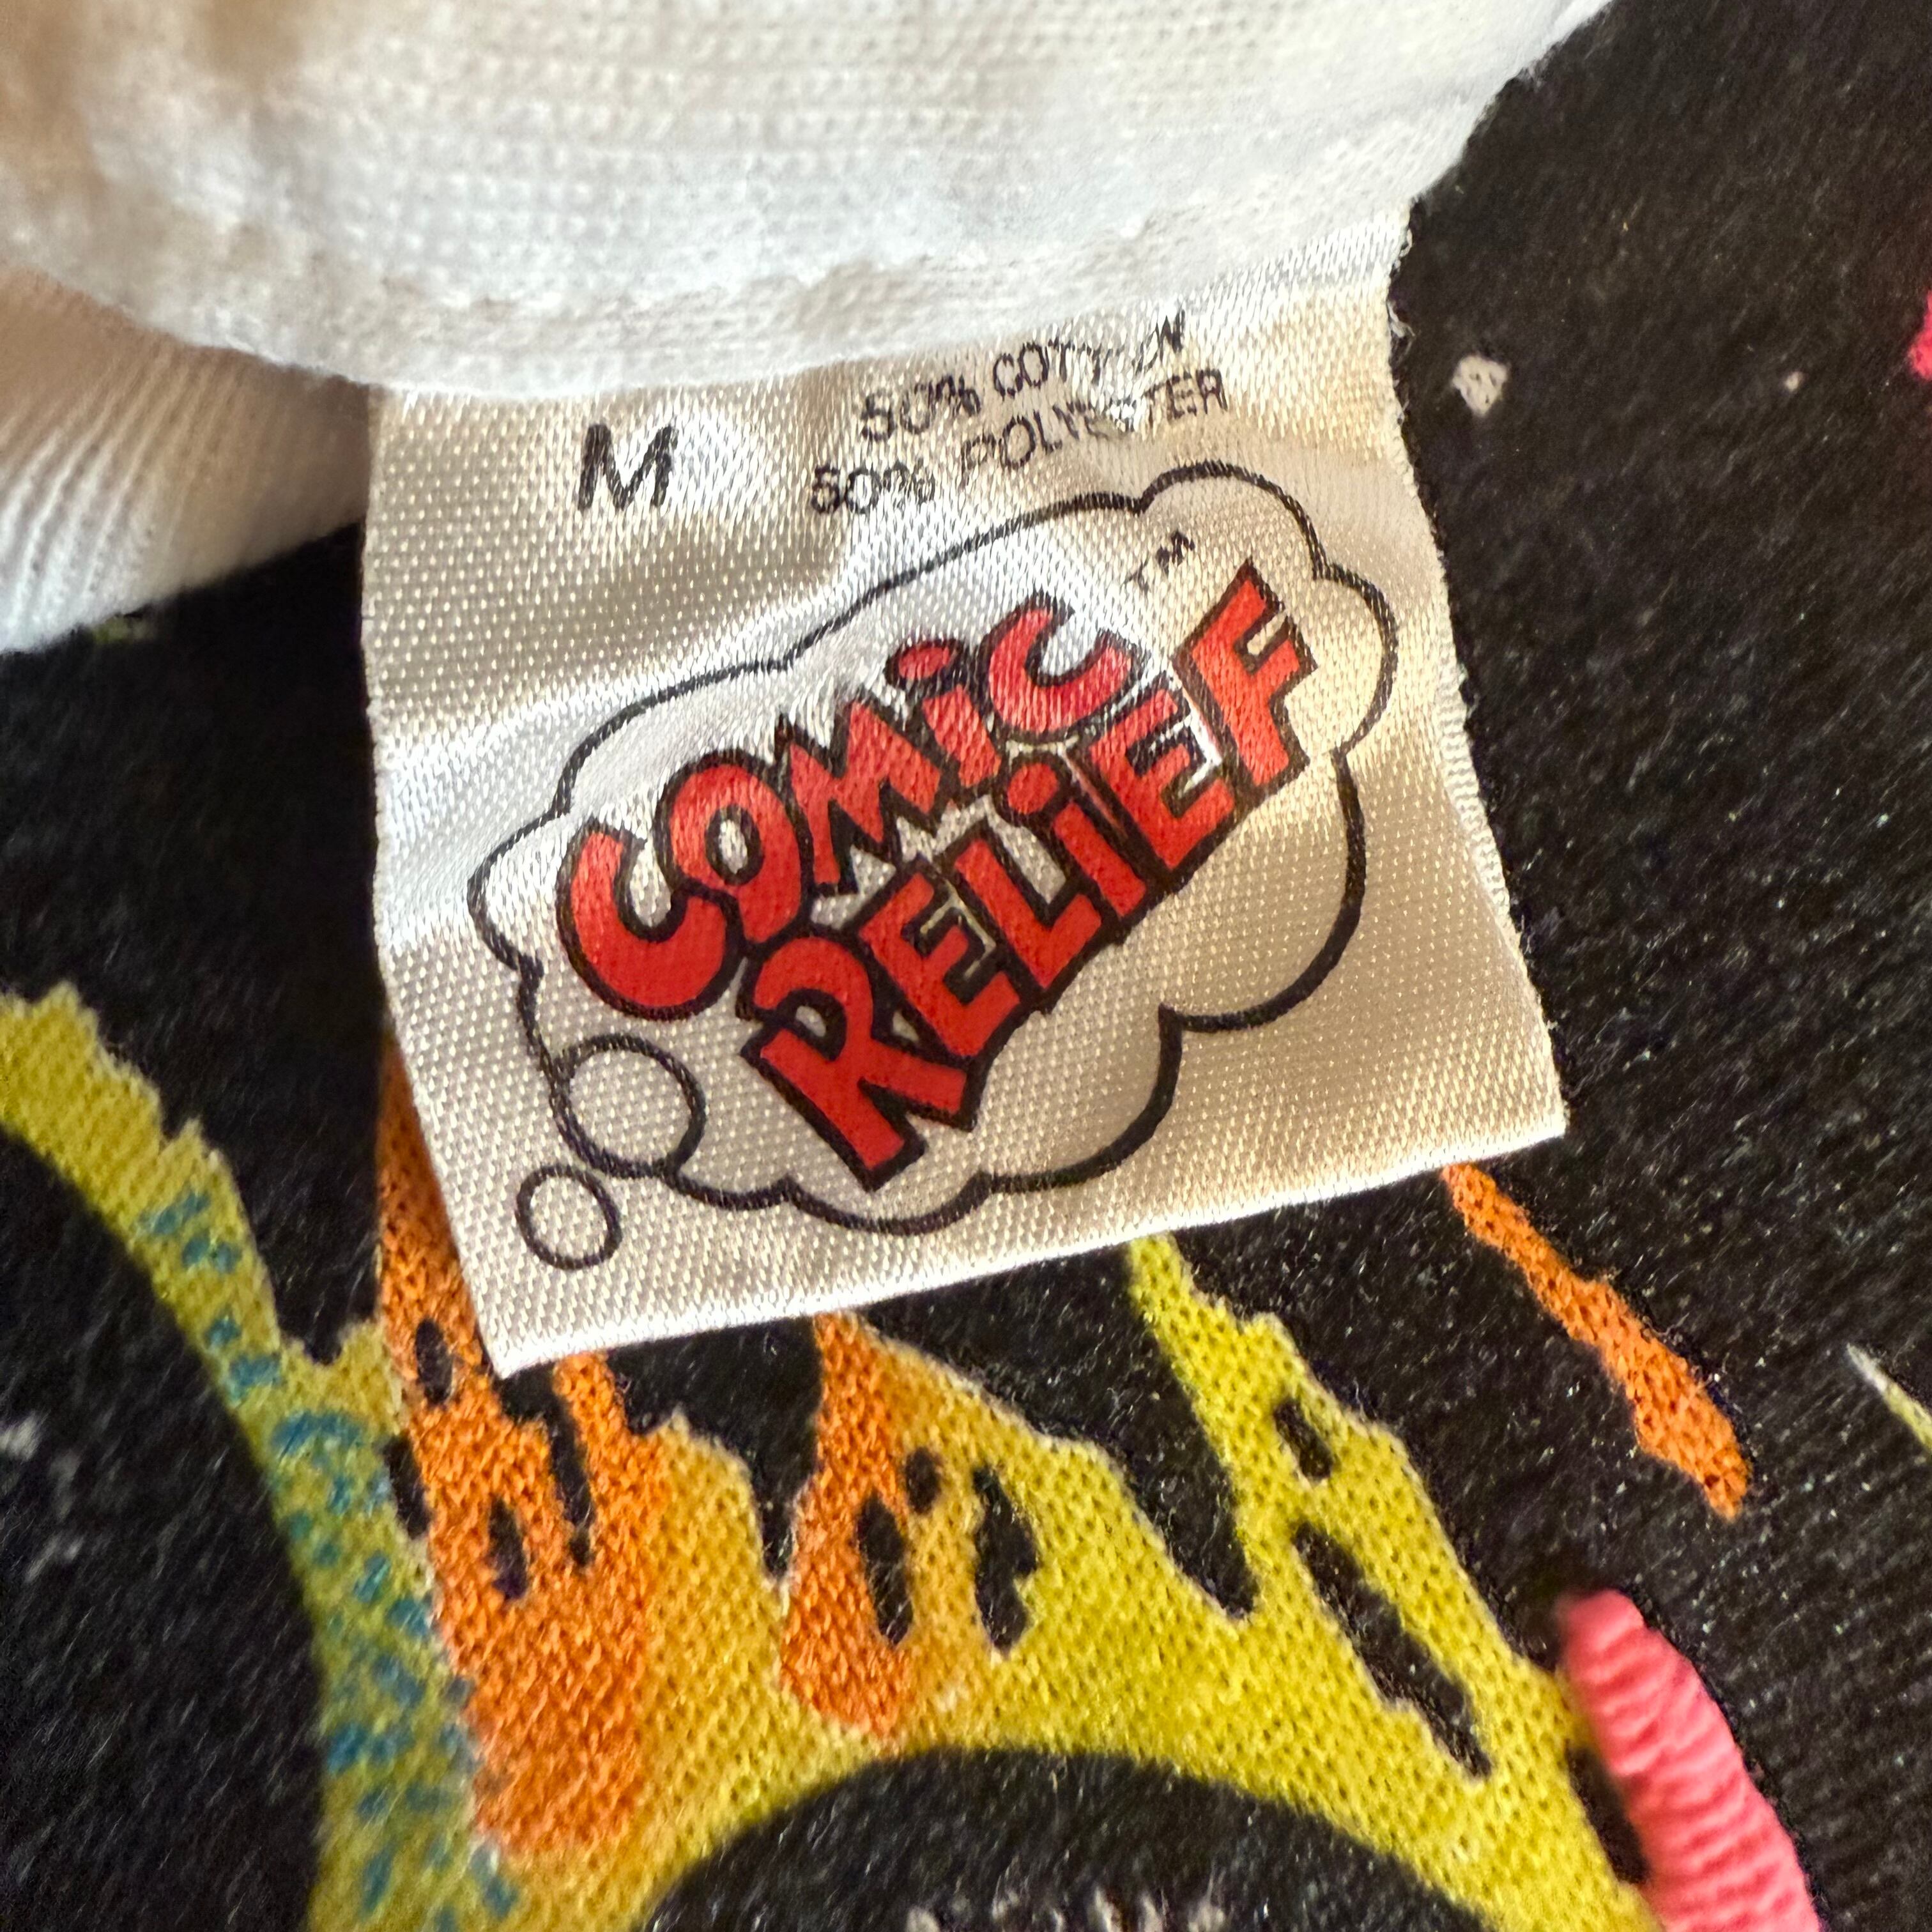 M
50% COTTON
50% POLYESTER
COMiC ™
RELiEF